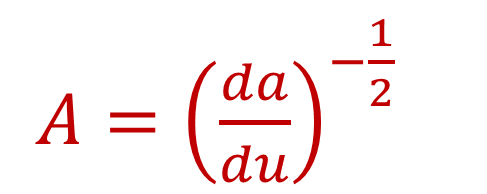 A = (da/du)^(-1/2)